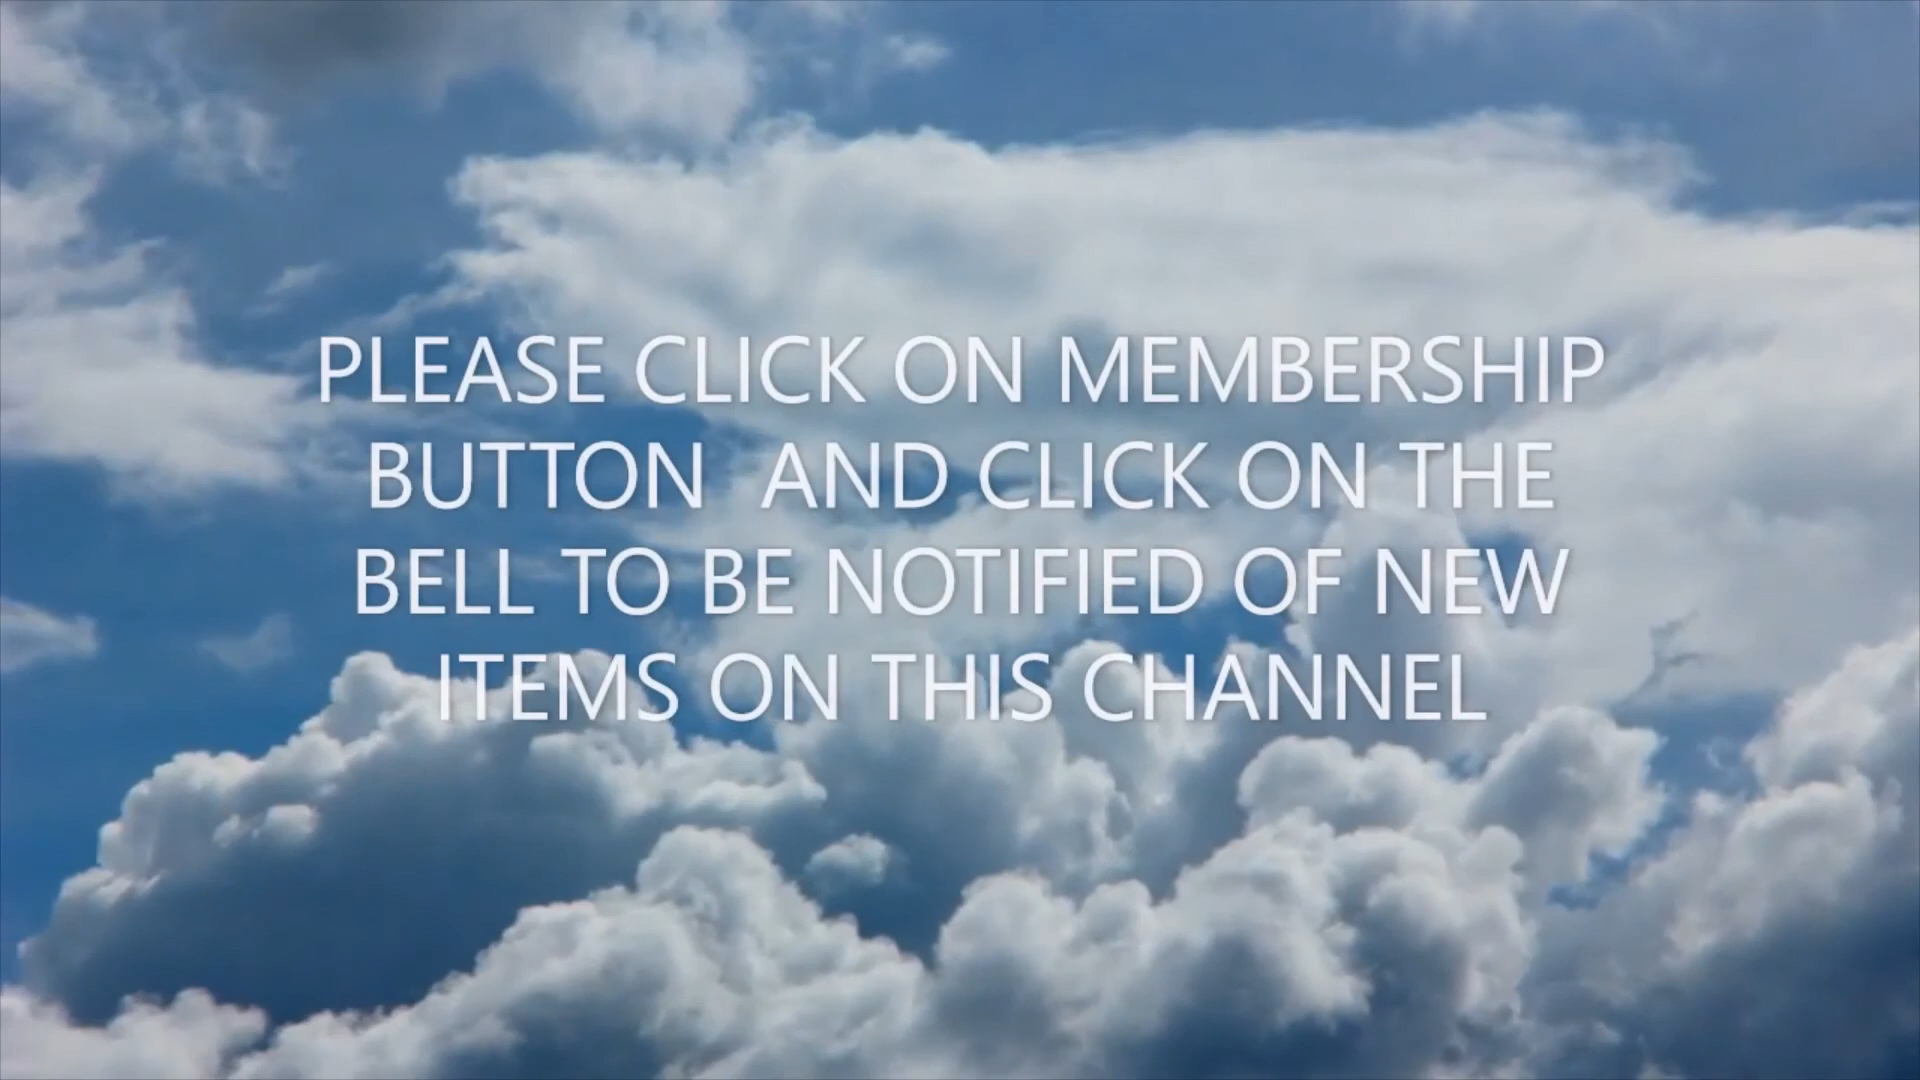 PLEASE CLICK ON MEMBERSHIP
BUTTON  AND CLICK ON THE
BELL TO BE NOTIFIED OF NEW
ITEMS ON THIS CHANNEL